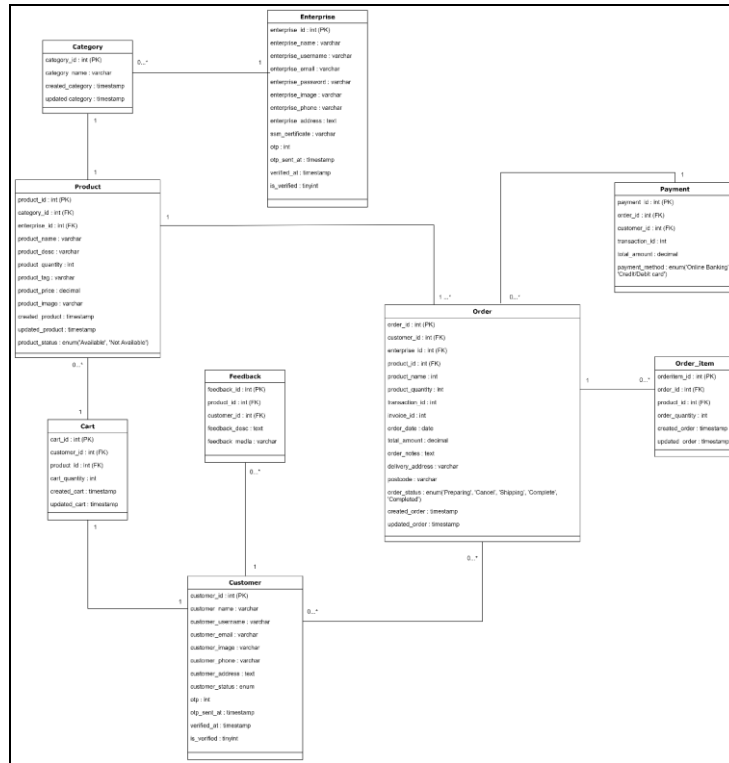 Enterprise
enterprise_id : int (PK)
enterprise_name : varchar
enterprise_username : varchar
enterprise_email : varchar
enterprise_password : varchar
enterprise_image : varchar
enterprise_phone : varchar
enterprise_address : text
ssm_certificate : varchar
otp : int
otp_sent_at : timestamp
verified_at : timestamp
is_verified : tinyint
Category
category_id : int (PK)
category_name : varchar
created_category : timestamp
updated category : timestamp
0...*
1
1
1
Product
product_id : int (PK)
category_id : int (FK)
enterprise_id : int (FK)
product_name : varchar
product_desc : varchar
product_quantity : int
product_tag : varchar
product_price : decimal
product_image : varchar
created_product : timestamp
updated_product : timestamp
product_status : enum('Available', 'Not Available')
1
1 ...*
0...*
1
Payment
payment_id : int (PK)
order_id : int (FK)
customer_id : int (FK)
transaction_id : int
total_amount : decimal
payment_method : enum('Online Banking'
'Credit/Debit card')
1
0...*
Order
order_id : int (PK)
customer_id : int (FK)
enterprise_id : int (FK)
product_id : int (FK)
product_name : int
product_quantity : int
transaction_id : int
invoice_id : int
order_date : date
total_amount : decimal
order_notes : text
delivery_address : varchar
postcode : varchar
order_status : enum('Preparing', 'Cancel', 'Shipping', 'Complete',
'Completed')
created_order : timestamp
updated_order : timestamp
1
0...*
Order_item
orderitem_id : int (PK)
order_id : int (FK)
product_id : int (FK)
order_quantity : int
created_order : timestamp
updated_order : timestamp
Feedback
feedback_id : int (PK)
product_id : int (FK)
customer_id : int (FK)
feedback_desc : text
feedback_media : varchar
0...*
1
Cart
cart_id : int (PK)
customer_id : int (FK)
product_id : int (FK)
cart_quantity : int
created_cart : timestamp
updated_cart : timestamp
1
1
0...*
0...*
Customer
customer_id : int (PK)
customer_name : varchar
customer_username : varchar
customer_email : varchar
customer_image : varchar
customer_phone : varchar
customer_address : text
customer_status : enum
otp : int
otp_sent_at : timestamp
verified_at : timestamp
is_verified : tinyint